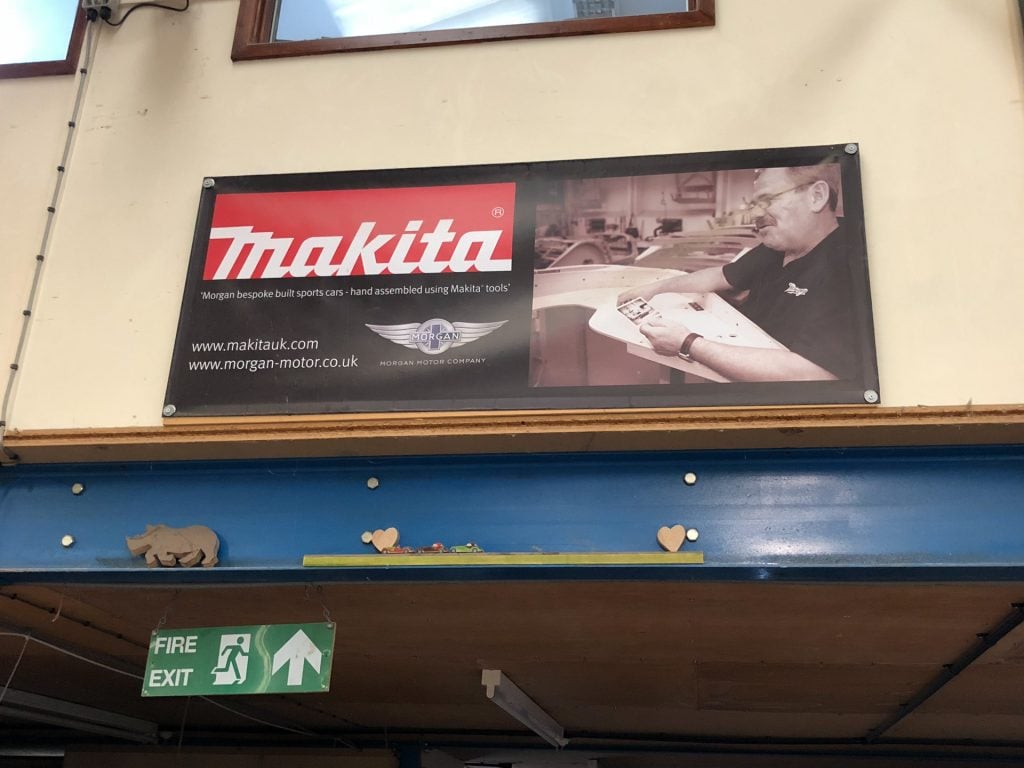 makita®
'Morgan bespoke built sports cars - hand assembled using Makita® tools'
www.makitauk.com
www.morgan-motor.co.uk
MORGAN
MORGAN MOTOR COMPANY
FIRE
EXIT